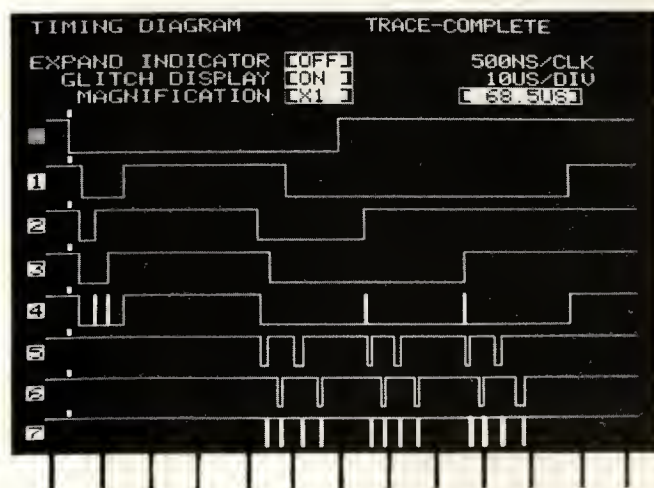 TIMING DIAGRAM TRACE-COMPLETE
EXPAND INDICATOR [OFF] 500NS/CLK
GLITCH DISPLAY [ON ] 10US/DIV
MAGNIFICATION [X1 ] [ 68.5US]
1
2
3
4
5
6
7